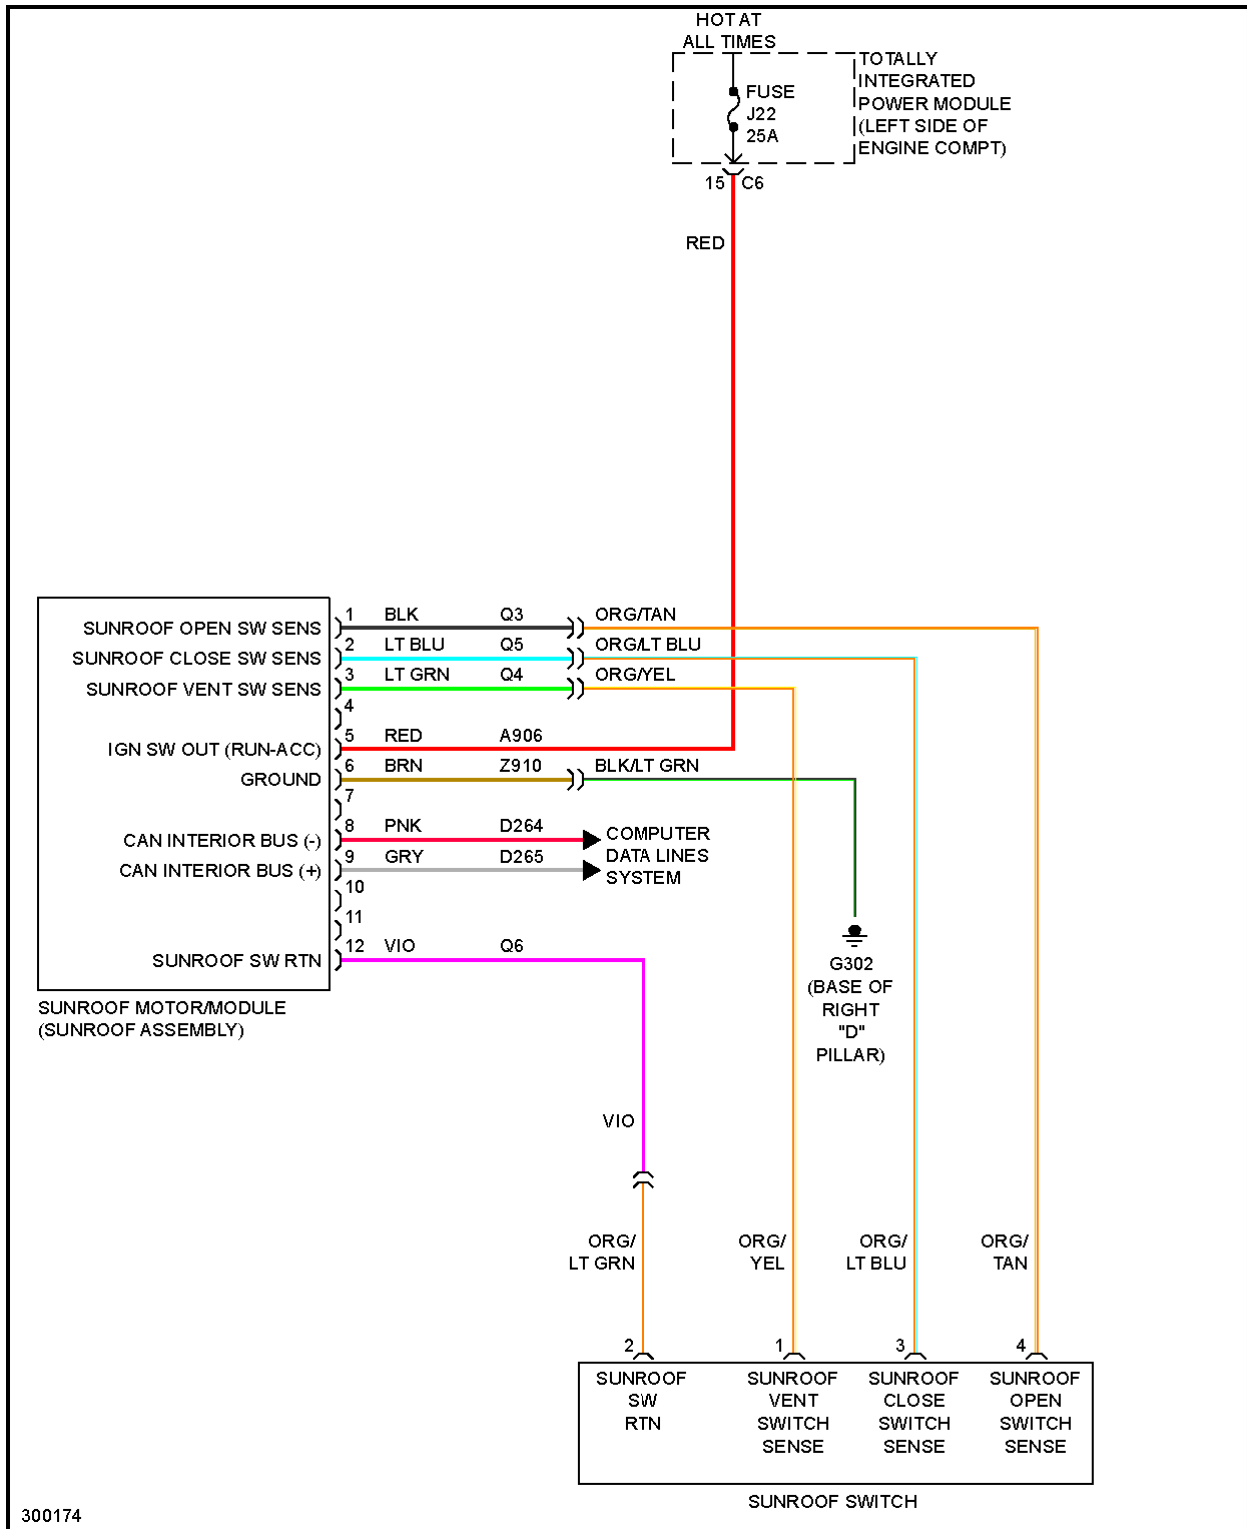 HOT AT
ALL TIMES
TOTALLY
INTEGRATED
POWER MODULE
(LEFT SIDE OF
ENGINE COMPT)
FUSE
J22
25A
15 C6
RED
1 BLK Q3 ORG/TAN
SUNROOF OPEN SW SENS
2 LT BLU Q5 ORG/LT BLU
SUNROOF CLOSE SW SENS
3 LT GRN Q4 ORG/YEL
SUNROOF VENT SW SENS
4
5 RED A906
IGN SW OUT (RUN-ACC)
6 BRN Z910 BLK/LT GRN
GROUND
7
8 PNK D264
CAN INTERIOR BUS (-)
9 GRY D265
CAN INTERIOR BUS (+)
COMPUTER
DATA LINES
SYSTEM
10
11
12 VIO Q6
SUNROOF SW RTN
SUNROOF MOTOR/MODULE
(SUNROOF ASSEMBLY)
G302
(BASE OF
RIGHT
"D"
PILLAR)
VIO
ORG/
LT GRN
ORG/
YEL
ORG/
LT BLU
ORG/
TAN
2
1
3
4
SUNROOF
SW
RTN
SUNROOF
VENT
SWITCH
SENSE
SUNROOF
CLOSE
SWITCH
SENSE
SUNROOF
OPEN
SWITCH
SENSE
SUNROOF SWITCH
300174